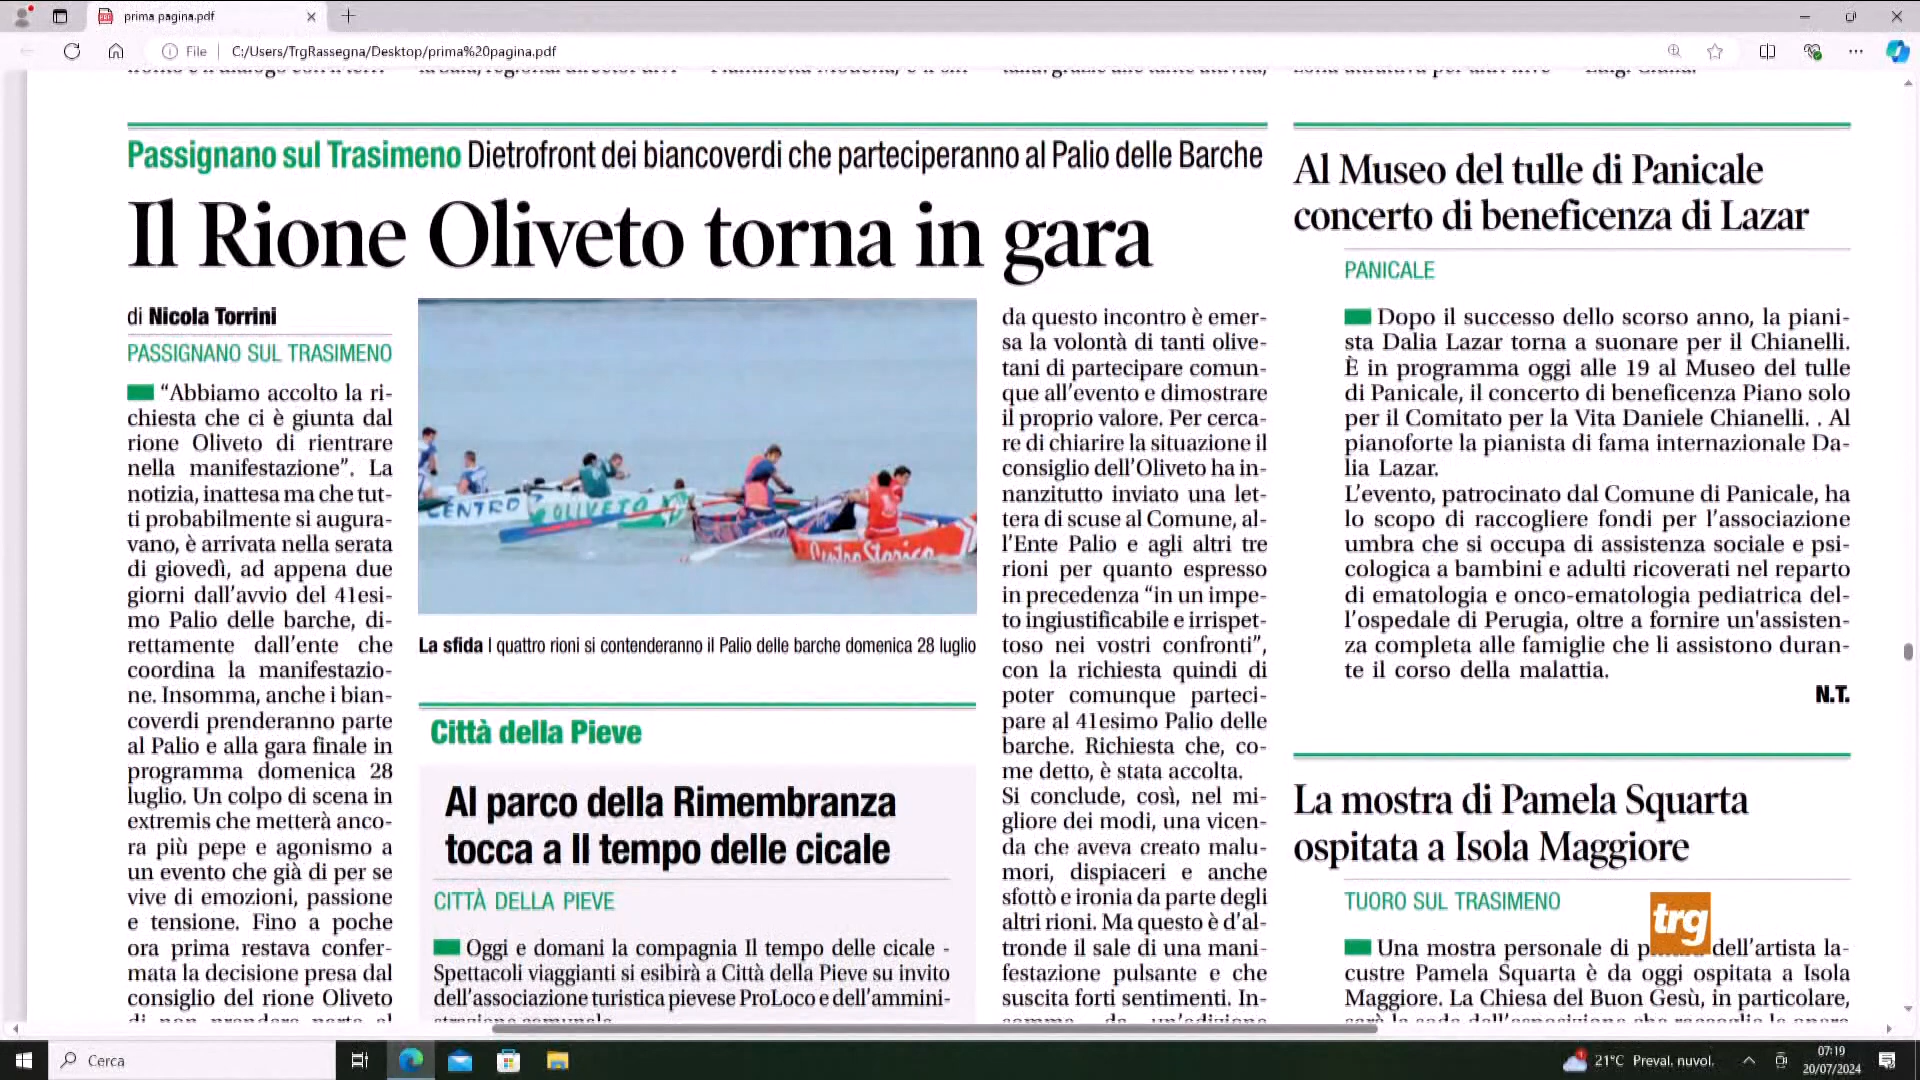 prima pagina.pdf
File
C:/Users/TrgRassegna/Desktop/prima%20pagina.pdf
Passignano sul Trasimeno Dietrofront dei biancoverdi che parteciperanno al Palio delle Barche
Il Rione Oliveto torna in gara
di Nicola Torrini
PASSIGNANO SUL TRASIMENO
“Abbiamo accolto la ri-
chiesta che ci è giunta dal
rione Oliveto di rientrare
nella manifestazione”. La
notizia, inattesa ma che tut-
ti probabilmente si augura-
vano, è arrivata nella serata
di giovedì, ad appena due
giorni dall’avvio del 41esi-
mo Palio delle barche, di-
rettamente dall’ente che
coordina la manifestazio-
ne. Insomma, anche i bian-
coverdi prenderanno parte
al Palio e alla gara finale in
programma domenica 28
luglio. Un colpo di scena in
extremis che metterà anco-
ra più pepe e agonismo a
un evento che già di per se
vive di emozioni, passione
e tensione. Fino a poche
ora prima restava confer-
mata la decisione presa dal
consiglio del rione Oliveto
di non prendere parte al
CENTRO
OLIVETO
Centro Storico
La sfida I quattro rioni si contenderanno il Palio delle barche domenica 28 luglio
Città della Pieve
Al parco della Rimembranza
tocca a Il tempo delle cicale
CITTÀ DELLA PIEVE
Oggi e domani la compagnia Il tempo delle cicale -
Spettacoli viaggianti si esibirà a Città della Pieve su invito
dell’associazione turistica pievese ProLoco e dell’ammini-
strazione comunale
da questo incontro è emer-
sa la volontà di tanti olive-
tani di partecipare comun-
que all’evento e dimostrare
il proprio valore. Per cerca-
re di chiarire la situazione il
consiglio dell’Oliveto ha in-
nanzitutto inviato una let-
tera di scuse al Comune, al-
l’Ente Palio e agli altri tre
rioni per quanto espresso
in precedenza “in un impe-
to ingiustificabile e irrispet-
toso nei vostri confronti”,
con la richiesta quindi di
poter comunque parteci-
pare al 41esimo Palio delle
barche. Richiesta che, co-
me detto, è stata accolta.
Si conclude, così, nel mi-
gliore dei modi, una vicen-
da che aveva creato malu-
mori, dispiaceri e anche
sfottò e ironia da parte degli
altri rioni. Ma questo è d’al-
tronde il sale di una mani-
festazione pulsante e che
suscita forti sentimenti. In-
somma, da un’edizione
Al Museo del tulle di Panicale
concerto di beneficenza di Lazar
PANICALE
Dopo il successo dello scorso anno, la piani-
sta Dalia Lazar torna a suonare per il Chianelli.
È in programma oggi alle 19 al Museo del tulle
di Panicale, il concerto di beneficenza Piano solo
per il Comitato per la Vita Daniele Chianelli. . Al
pianoforte la pianista di fama internazionale Da-
lia Lazar.
L’evento, patrocinato dal Comune di Panicale, ha
lo scopo di raccogliere fondi per l’associazione
umbra che si occupa di assistenza sociale e psi-
cologica a bambini e adulti ricoverati nel reparto
di ematologia e onco-ematologia pediatrica del-
l’ospedale di Perugia, oltre a fornire un'assisten-
za completa alle famiglie che li assistono duran-
te il corso della malattia.
N.T.
La mostra di Pamela Squarta
ospitata a Isola Maggiore
TUORO SUL TRASIMENO
Una mostra personale di dell’artista la-
custre Pamela Squarta è da oggi ospitata a Isola
Maggiore. La Chiesa del Buon Gesù, in particolare,
sarà la sede dell’esposizione che raccoglie le opere
trg
Cerca
21°C Preval. nuvol.
07:19
20/07/2024